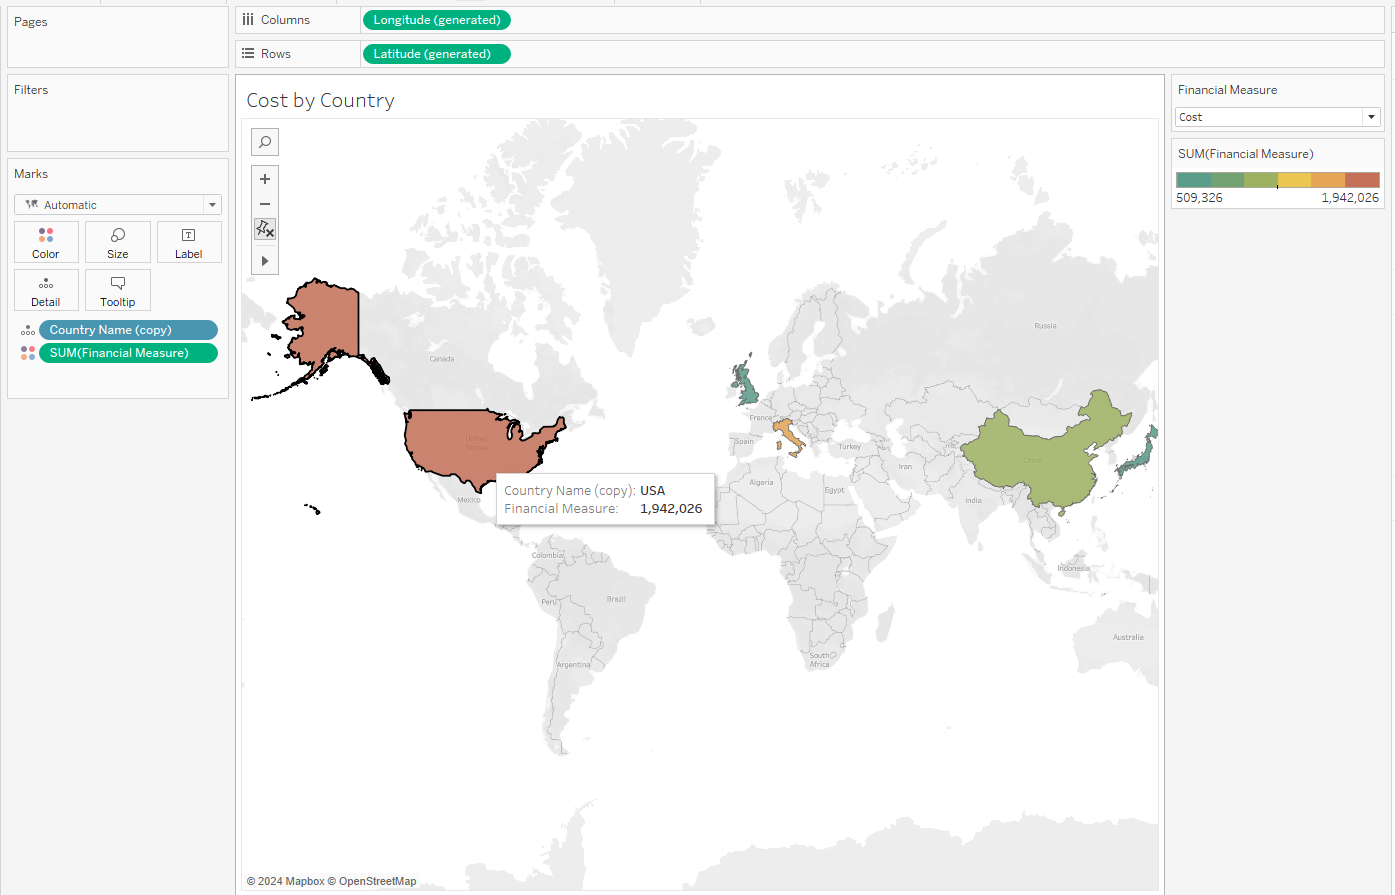 Pages
Columns
Longitude (generated)
Rows
Latitude (generated)
Filters
Marks
Automatic
Color
Size
Label
Detail
Tooltip
Country Name (copy)
SUM(Financial Measure)
Cost by Country
Canada
United States
Mexico
Colombia
Peru
Brazil
Argentina
Russia
France
Spain
Turkey
Algeria
Egypt
Iran
India
China
Indonesia
South Africa
Australia
Country Name (copy): USA
Financial Measure: 1,942,026
© 2024 Mapbox © OpenStreetMap
Financial Measure
Cost
SUM(Financial Measure)
509,326 1,942,026